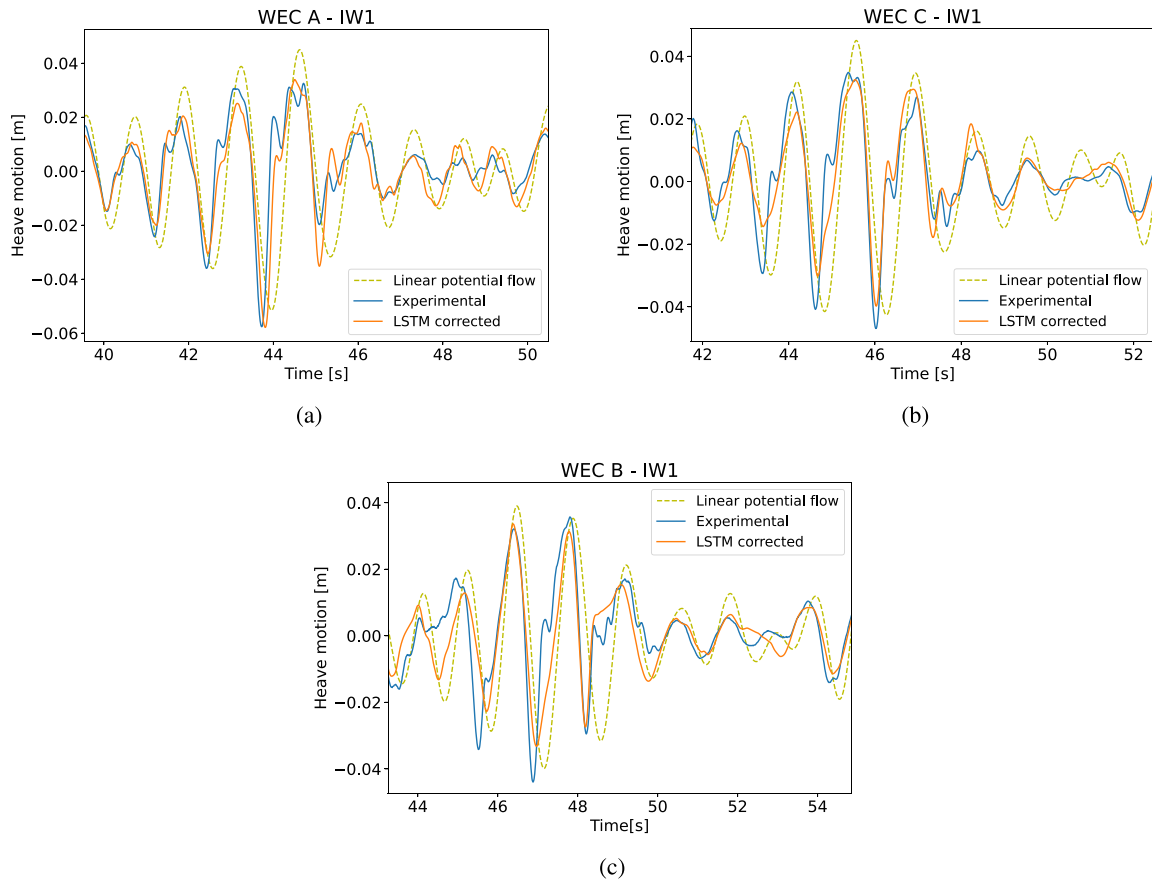 WEC A - IW1
Heave motion [m]
0.04
0.02
0.00
−0.02
−0.04
−0.06
Linear potential flow
Experimental
LSTM corrected
40 42 44 46 48 50
Time [s]
(a)
WEC C - IW1
Heave motion [m]
0.04
0.02
0.00
−0.02
−0.04
Linear potential flow
Experimental
LSTM corrected
42 44 46 48 50 52
Time [s]
(b)
WEC B - IW1
Heave motion [m]
0.04
0.02
0.00
−0.02
−0.04
Linear potential flow
Experimental
LSTM corrected
44 46 48 50 52 54
Time[s]
(c)